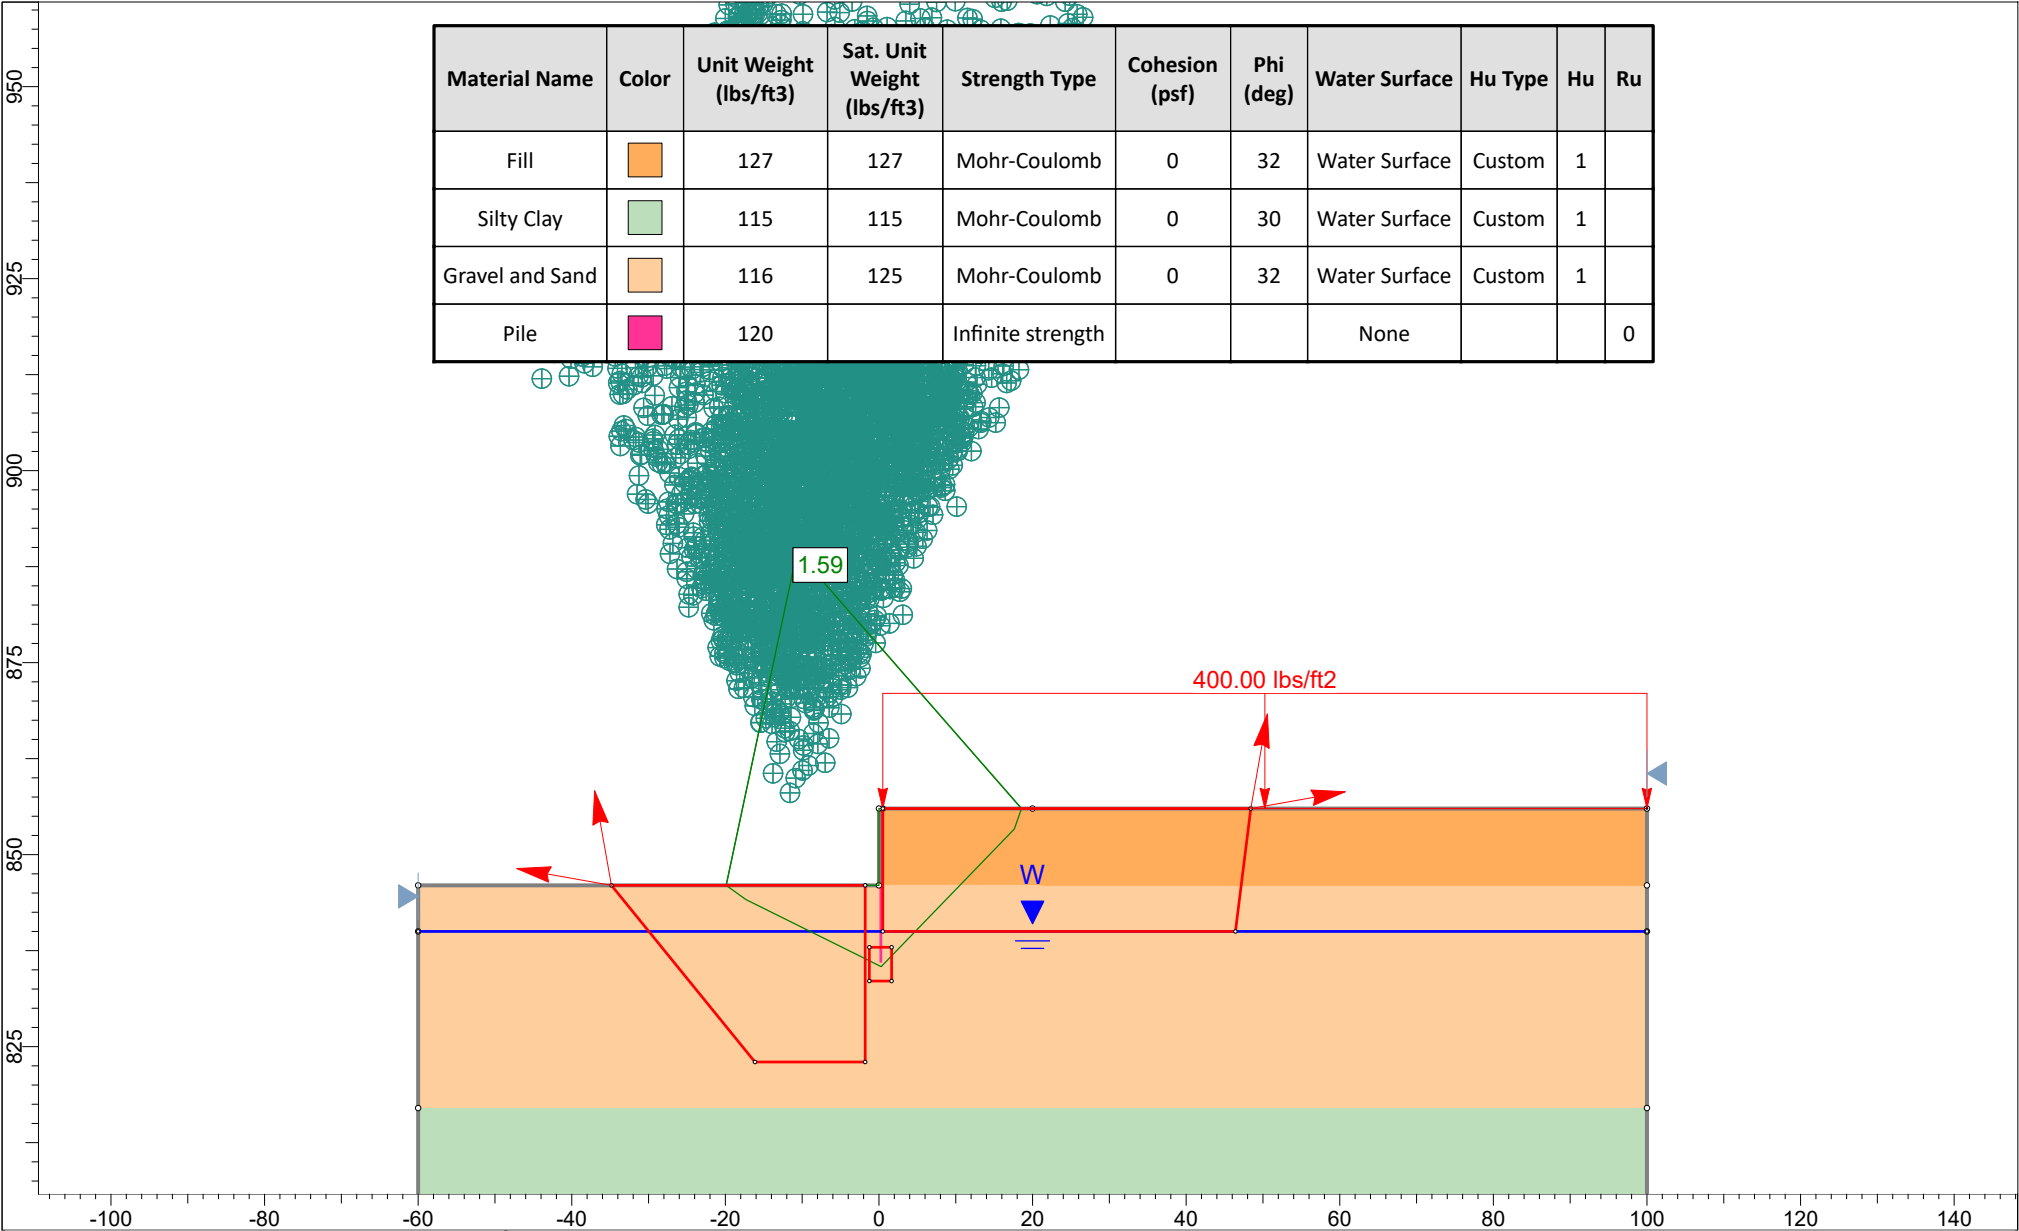 Material Name Color Unit Weight (lbs/ft3) Sat. Unit Weight (lbs/ft3) Strength Type Cohesion (psf) Phi (deg) Water Surface Hu Type Hu Ru
Fill 127 127 Mohr-Coulomb 0 32 Water Surface Custom 1
Silty Clay 115 115 Mohr-Coulomb 0 30 Water Surface Custom 1
Gravel and Sand 116 125 Mohr-Coulomb 0 32 Water Surface Custom 1
Pile 120 Infinite strength None 0
1.59
400.00 lbs/ft2
W
950
925
900
875
850
825
-100 -80 -60 -40 -20 0 20 40 60 80 100 120 140